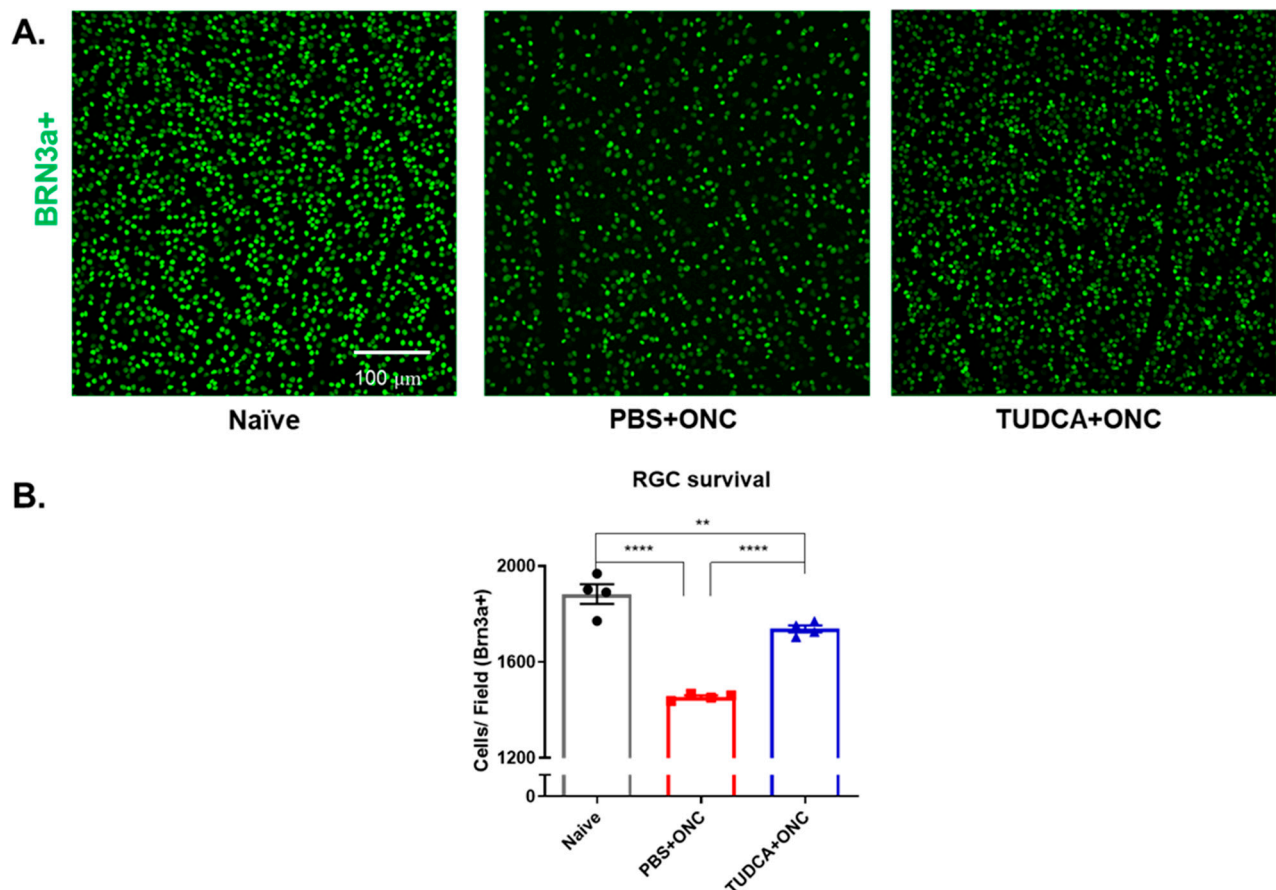 A.
BRN3a+
100 µm
Naïve
PBS+ONC
TUDCA+ONC
B.
RGC survival
**
****
****
Cells/ Field (Brn3a+)
2000
1600
1200
0
Naive
PBS+ONC
TUDCA+ONC